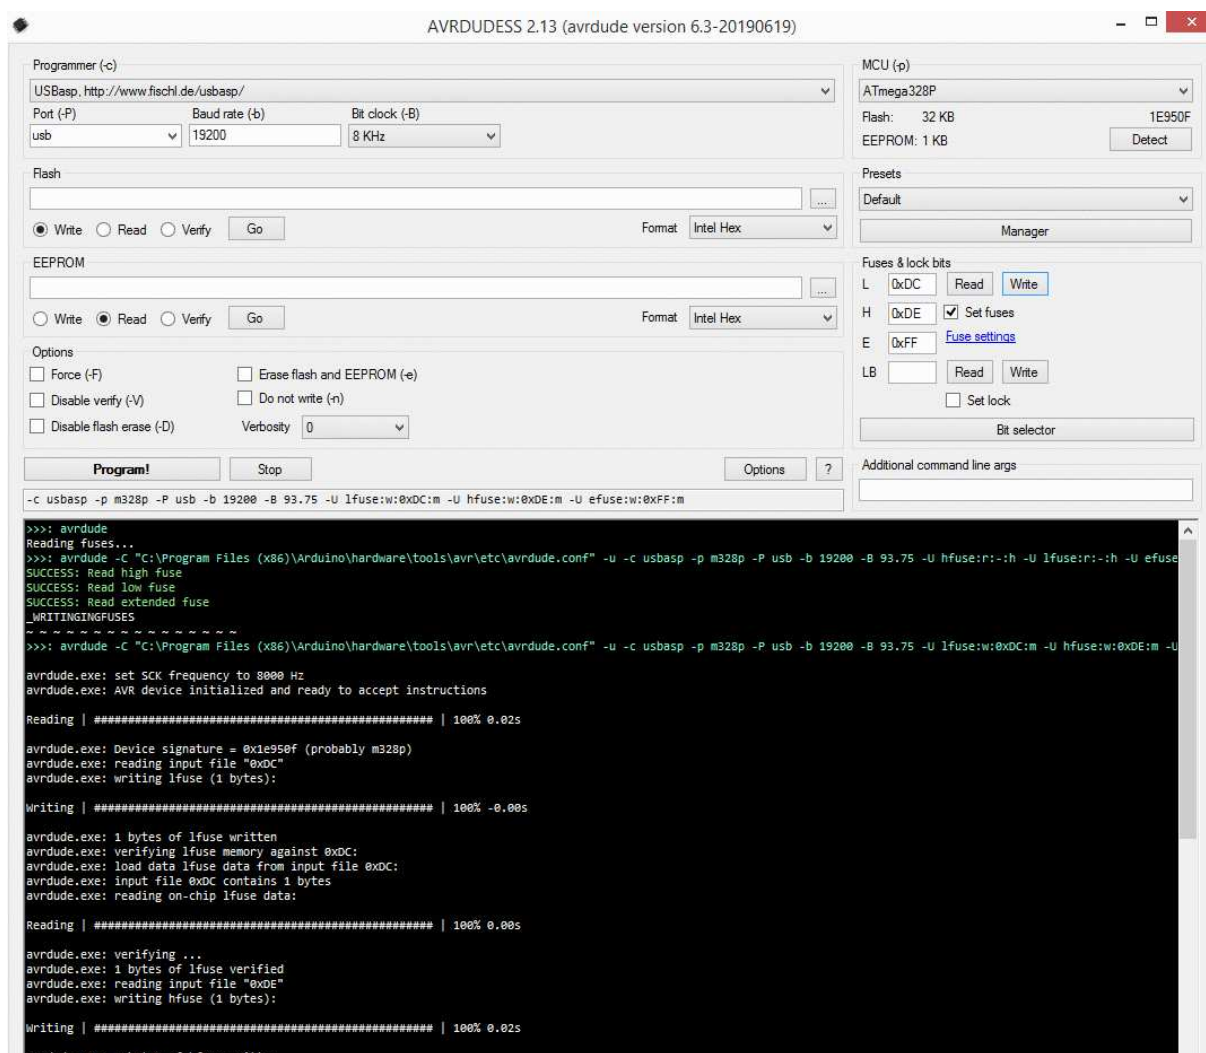 AVRDUDESS 2.13 (avrdude version 6.3-20190619)
Programmer (-c)
USBasp, http://www.fischl.de/usbasp/
Port (-P) Baud rate (-b) Bit clock (-B)
usb 19200 8 KHz
MCU (-p)
ATmega328P
Flash: 32 KB 1E950F
EEPROM: 1 KB Detect
Flash
...
Write Read Verify Go Format Intel Hex
Presets
Default
Manager
EEPROM
...
Write Read Verify Go Format Intel Hex
Fuses & lock bits
L 0xDC Read Write
H 0xDE Set fuses
E 0xFF Fuse settings
LB Read Write
Set lock
Bit selector
Options
Force (-F) Erase flash and EEPROM (-e)
Disable verify (-V) Do not write (-n)
Disable flash erase (-D) Verbosity 0
Program! Stop Options ?
Additional command line args
-c usbasp -p m328p -P usb -b 19200 -B 93.75 -U lfuse:w:0xDC:m -U hfuse:w:0xDE:m -U efuse:w:0xFF:m
>>>: avrdude
Reading fuses...
>>>: avrdude -C "C:\Program Files (x86)\Arduino\hardware\tools\avr\etc\avrdude.conf" -u -c usbasp -p m328p -P usb -b 19200 -B 93.75 -U hfuse:r:-:h -U lfuse:r:-:h -U efuse
SUCCESS: Read high fuse
SUCCESS: Read low fuse
SUCCESS: Read extended fuse
_WRITINGINGFUSES
~ ~ ~ ~ ~ ~ ~ ~ ~ ~ ~ ~ ~ ~ ~ ~
>>>: avrdude -C "C:\Program Files (x86)\Arduino\hardware\tools\avr\etc\avrdude.conf" -u -c usbasp -p m328p -P usb -b 19200 -B 93.75 -U lfuse:w:0xDC:m -U hfuse:w:0xDE:m -U
avrdude.exe: set SCK frequency to 8000 Hz
avrdude.exe: AVR device initialized and ready to accept instructions
Reading | ################################################## | 100% 0.02s
avrdude.exe: Device signature = 0x1e950f (probably m328p)
avrdude.exe: reading input file "0xDC"
avrdude.exe: writing lfuse (1 bytes):
Writing | ################################################## | 100% -0.00s
avrdude.exe: 1 bytes of lfuse written
avrdude.exe: verifying lfuse memory against 0xDC:
avrdude.exe: load data lfuse data from input file 0xDC:
avrdude.exe: input file 0xDC contains 1 bytes
avrdude.exe: reading on-chip lfuse data:
Reading | ################################################## | 100% 0.00s
avrdude.exe: verifying ...
avrdude.exe: 1 bytes of lfuse verified
avrdude.exe: reading input file "0xDE"
avrdude.exe: writing hfuse (1 bytes):
Writing | ################################################## | 100% 0.02s